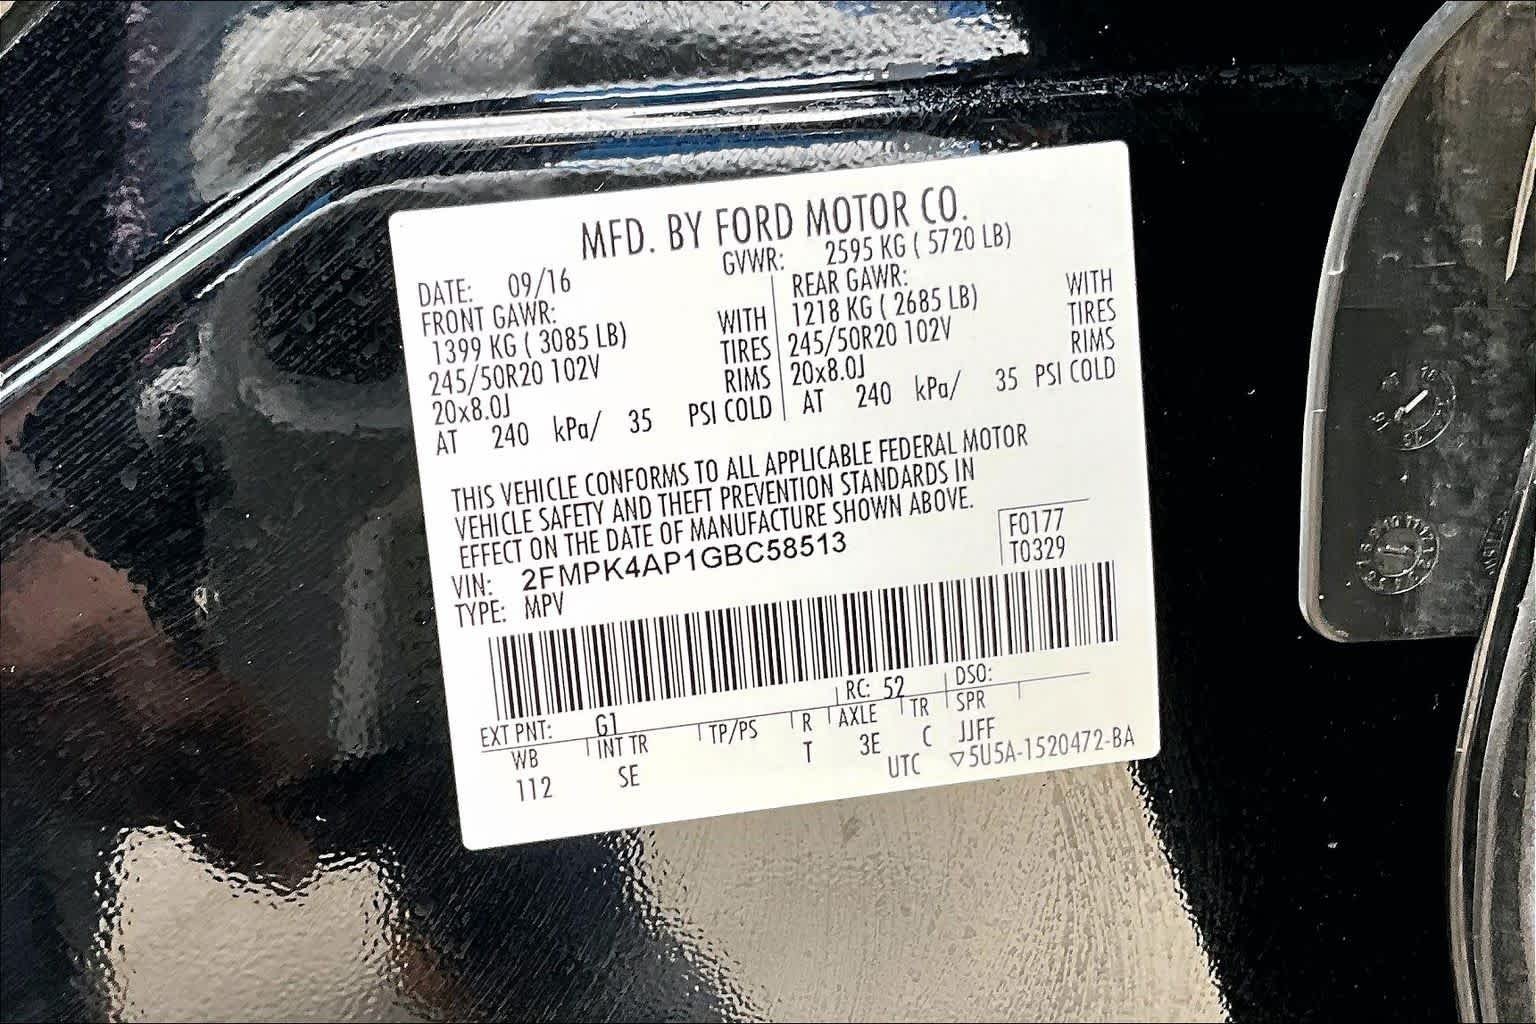 MFD. BY FORD MOTOR CO.
DATE: 09/16 GVWR: 2595 KG ( 5720 LB)
FRONT GAWR:
1399 KG ( 3085 LB) WITH
245/50R20 102V TIRES
20x8.0J RIMS
AT 240 kPa/ 35 PSI COLD
REAR GAWR:
1218 KG ( 2685 LB) WITH
245/50R20 102V TIRES
20x8.0J RIMS
AT 240 kPa/ 35 PSI COLD
THIS VEHICLE CONFORMS TO ALL APPLICABLE FEDERAL MOTOR
VEHICLE SAFETY AND THEFT PREVENTION STANDARDS IN
EFFECT ON THE DATE OF MANUFACTURE SHOWN ABOVE.
VIN: 2FMPK4AP1GBC58513
TYPE: MPV
F0177
T0329
EXT PNT: G1 RC: 52 DSO:
WB INT TR TP/PS R AXLE TR SPR
112 SE T 3E C JJFF
UTC ▽5U5A-1520472-BA